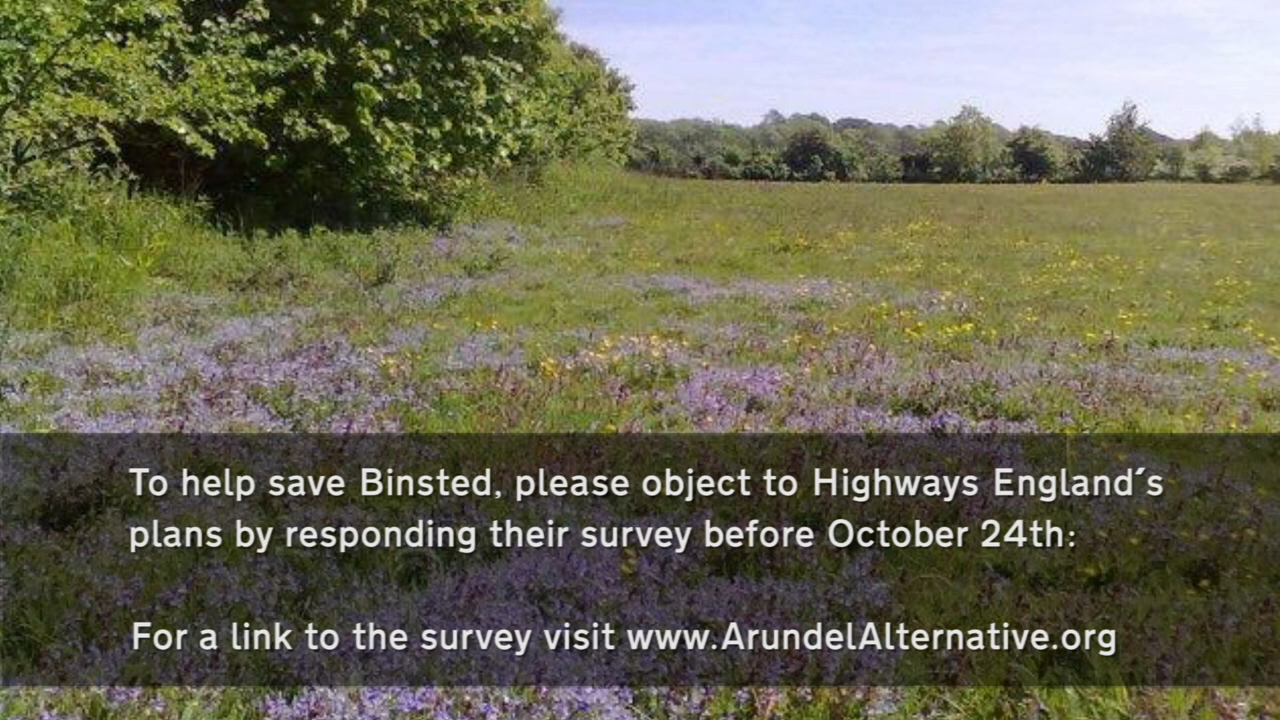 To help save Binsted, please object to Highways England´s
plans by responding their survey before October 24th:
For a link to the survey visit www.ArundelAlternative.org